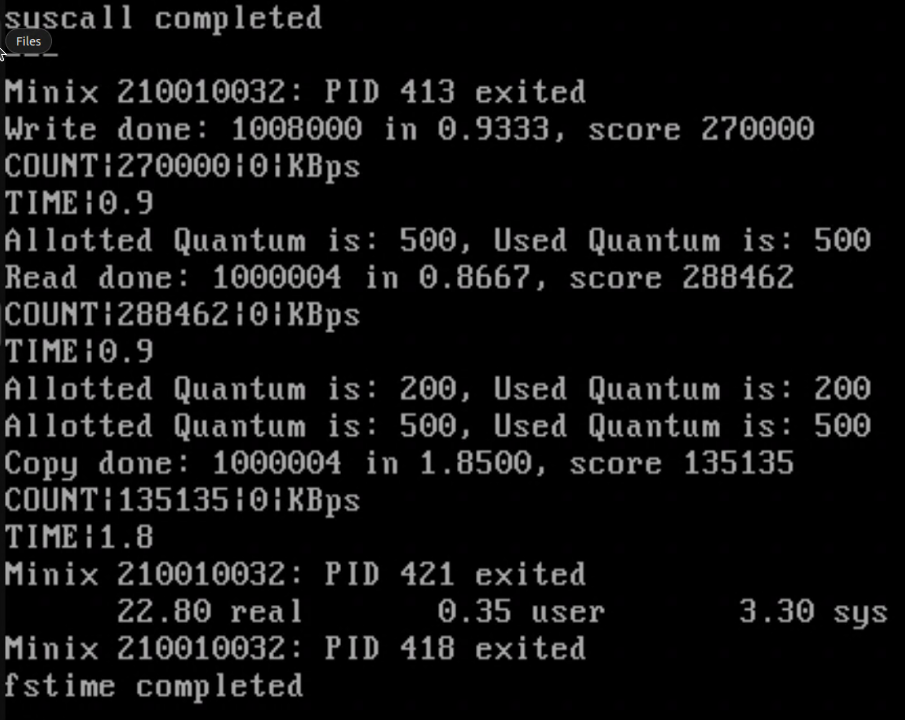 suscall completed
Files
---
Minix 210010032: PID 413 exited
Write done: 1008000 in 0.9333, score 270000
COUNT|270000|0|KBps
TIME|0.9
Allotted Quantum is: 500, Used Quantum is: 500
Read done: 1000004 in 0.8667, score 288462
COUNT|288462|0|KBps
TIME|0.9
Allotted Quantum is: 200, Used Quantum is: 200
Allotted Quantum is: 500, Used Quantum is: 500
Copy done: 1000004 in 1.8500, score 135135
COUNT|135135|0|KBps
TIME|1.8
Minix 210010032: PID 421 exited
22.80 real 0.35 user 3.30 sys
Minix 210010032: PID 418 exited
fstime completed